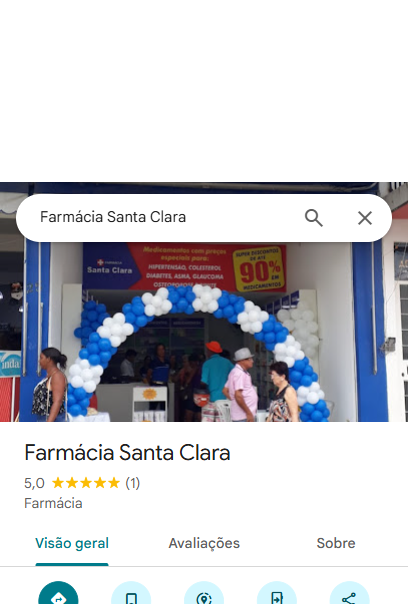 Farmácia Santa Clara
Medicamentos com preços
especiais para:
HIPERTENSÃO, COLESTEROL
DIABETES, ASMA, GLAUCOMA
Santa Clara
SUPER DESCONTOS
DE ATÉ
90%
EM
MEDICAMENTOS
Farmácia Santa Clara
5,0 ★★★★★ (1)
Farmácia
Visão geral
Avaliações
Sobre